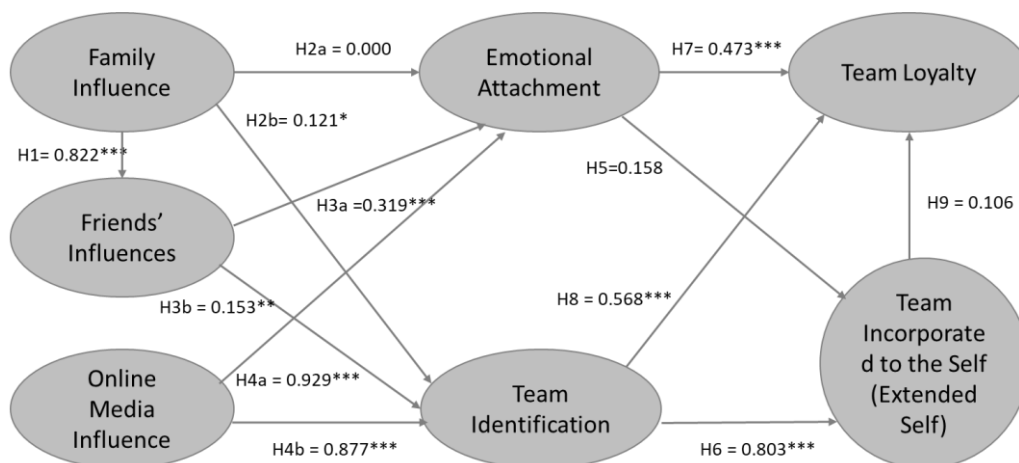 Family
Influence
H2a = 0.000
Emotional
Attachment
H7= 0.473***
Team Loyalty
H2b= 0.121*
H1= 0.822***
H5=0.158
H3a =0.319***
H9 = 0.106
Friends’
Influences
H3b = 0.153**
H8 = 0.568***
Team
Incorporate
d to the Self
(Extended
Self)
Online
Media
Influence
H4a = 0.929***
Team
Identification
H4b = 0.877***
H6 = 0.803***